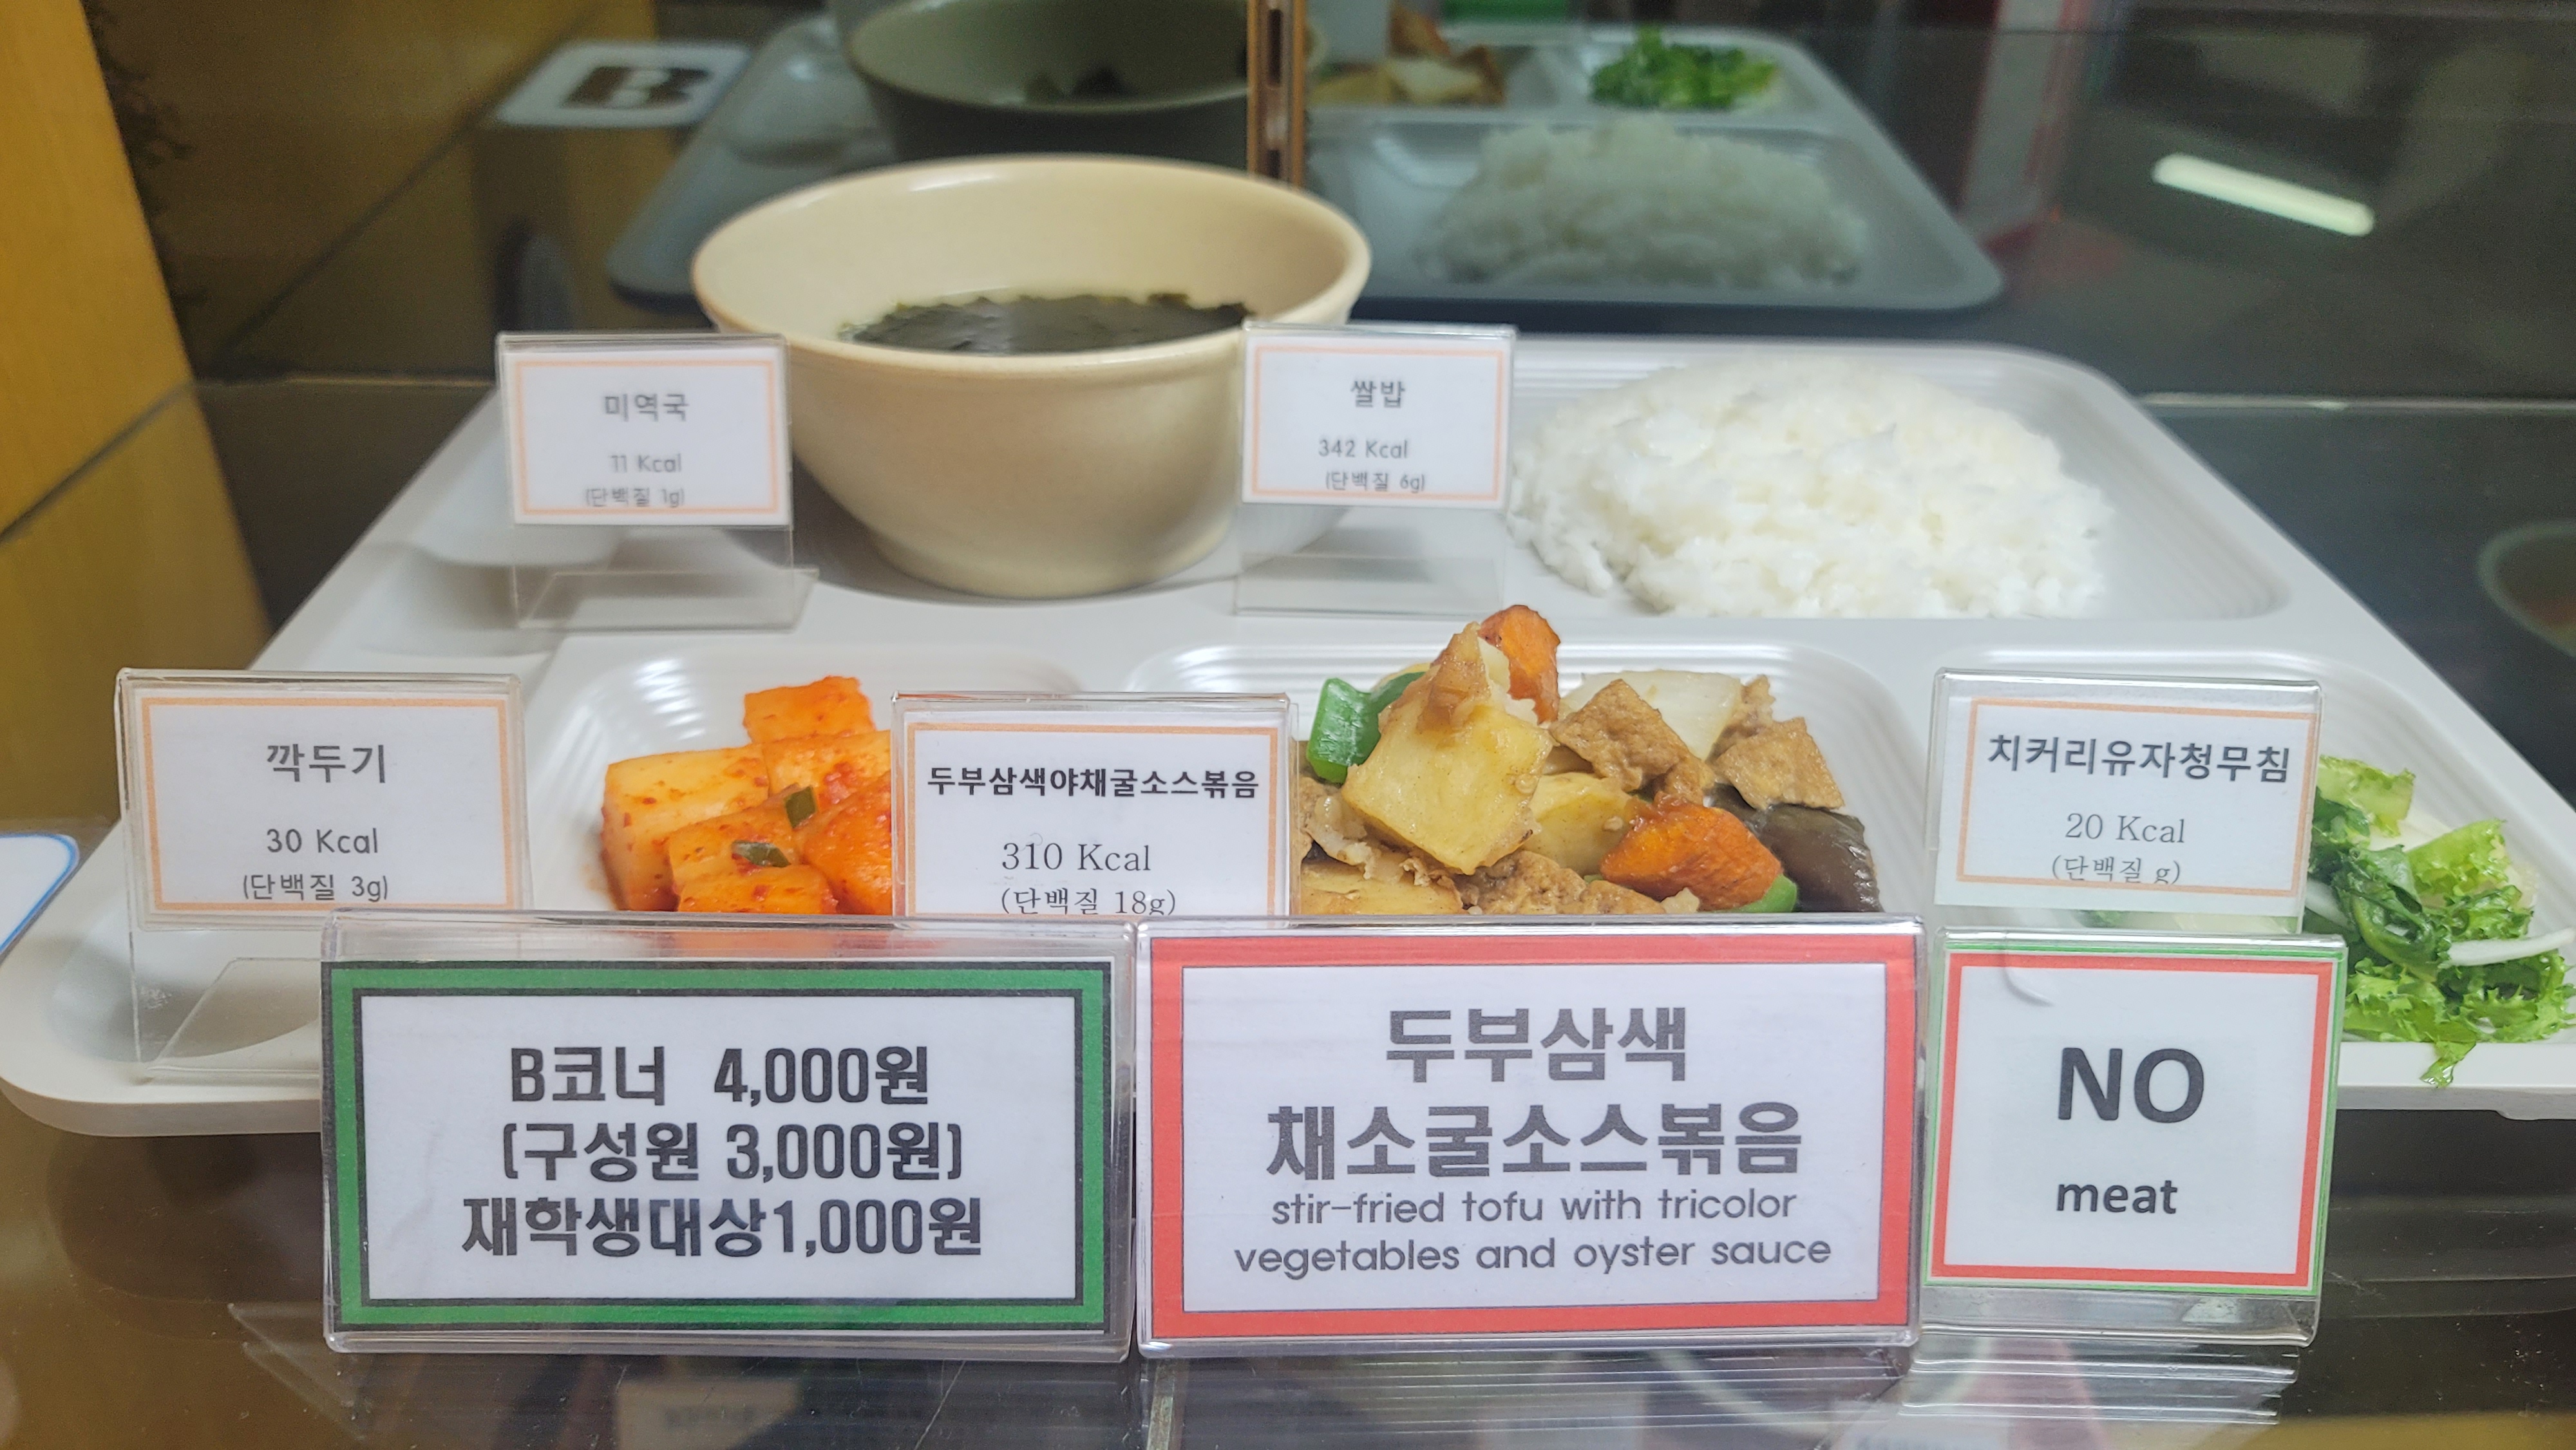 B
미역국
11 Kcal
(단백질 1g)
쌀밥
342 Kcal
(단백질 6g)
깍두기
30 Kcal
(단백질 3g)
두부삼색야채굴소스볶음
310 Kcal
(단백질 18g)
치커리유자청무침
20 Kcal
(단백질 g)
B코너 4,000원
(구성원 3,000원)
재학생대상1,000원
두부삼색
채소굴소스볶음
stir-fried tofu with tricolor
vegetables and oyster sauce
NO
meat